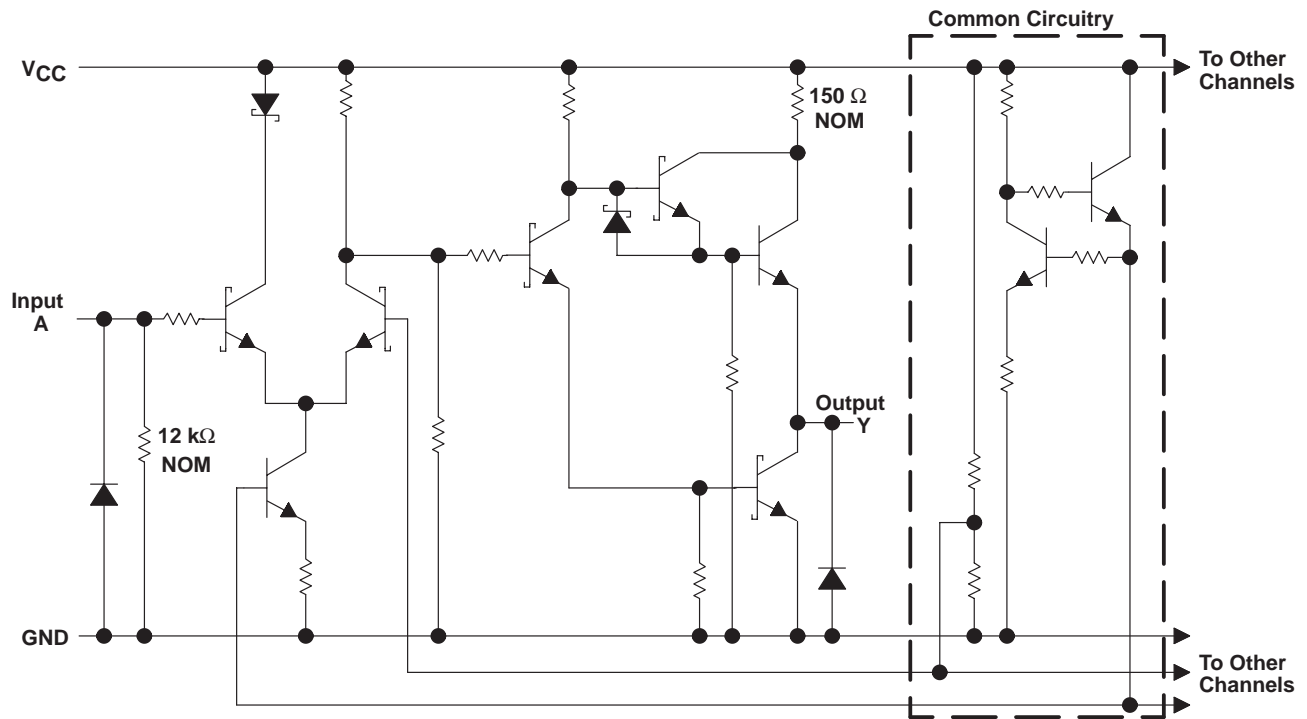 Common Circuitry
VCC
To Other
Channels
150 Ω
NOM
Input
A
12 kΩ
NOM
Output
Y
GND
To Other
Channels